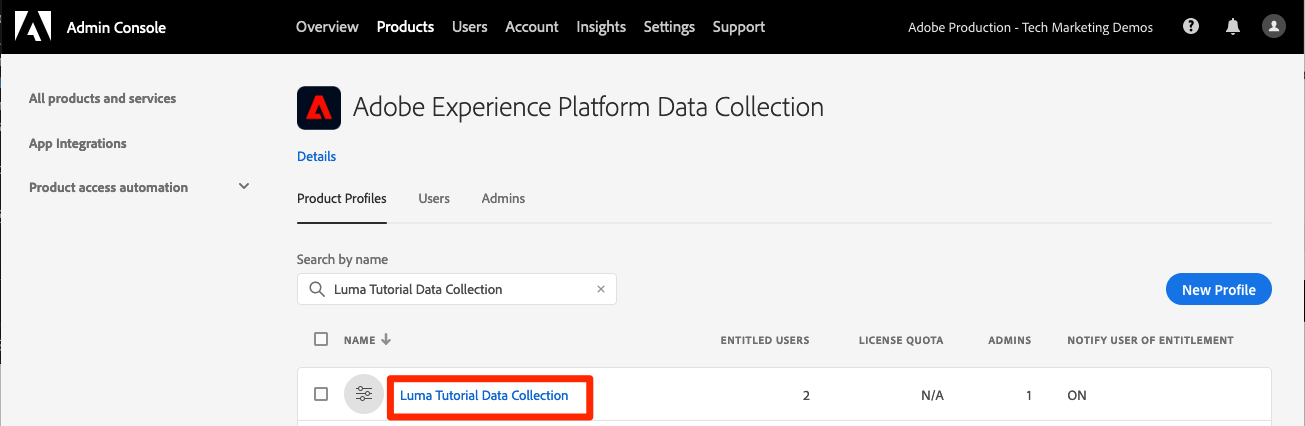 Admin Console Overview Products Users Account Insights Settings Support Adobe Production - Tech Marketing Demos
All products and services
App Integrations
Product access automation
Adobe Experience Platform Data Collection
Details
Product Profiles Users Admins
Search by name
Luma Tutorial Data Collection
New Profile
NAME ENTITLED USERS LICENSE QUOTA ADMINS NOTIFY USER OF ENTITLEMENT
Luma Tutorial Data Collection 2 N/A 1 ON